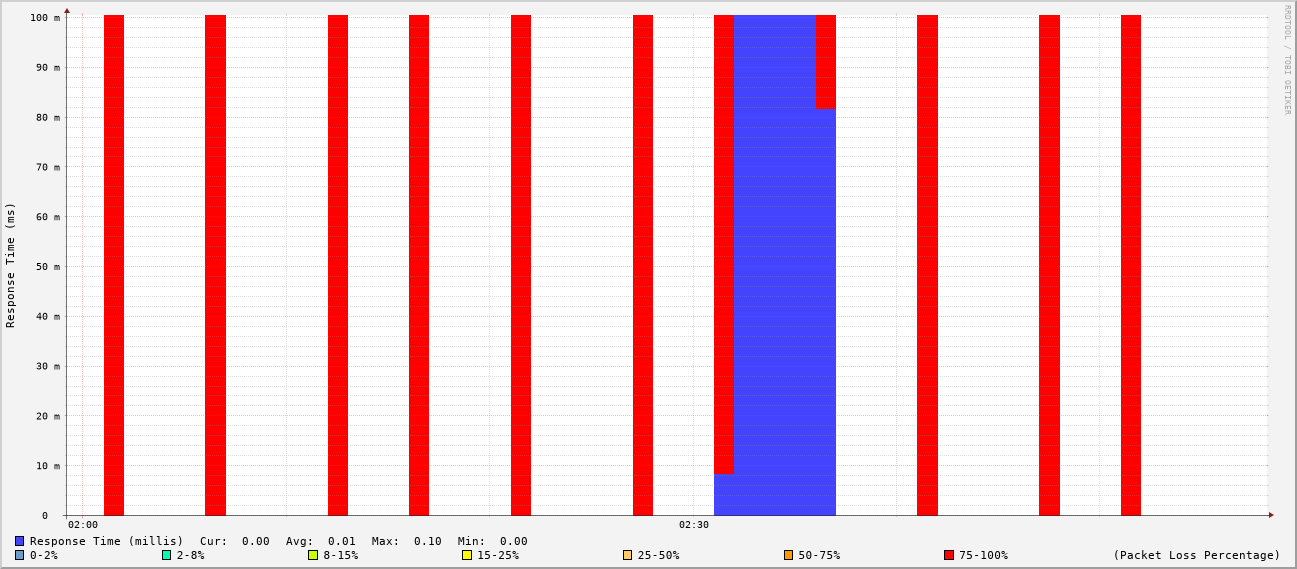 RRDTOOL / TOBI OETIKER
Response Time (ms)
100 m
90 m
80 m
70 m
60 m
50 m
40 m
30 m
20 m
10 m
0
02:00 02:30
Response Time (millis) Cur: 0.00 Avg: 0.01 Max: 0.10 Min: 0.00
0-2% 2-8% 8-15% 15-25% 25-50% 50-75% 75-100% (Packet Loss Percentage)